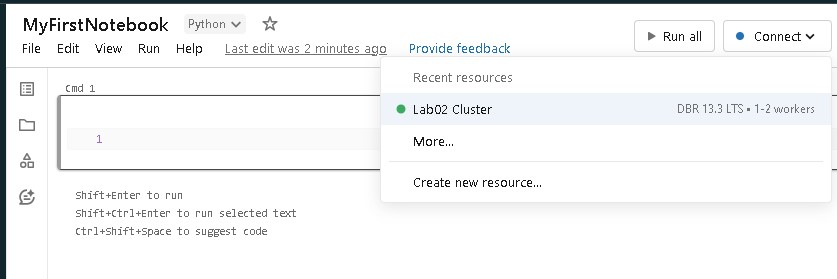 MyFirstNotebook Python
File Edit View Run Help Last edit was 2 minutes ago Provide feedback
Run all Connect
Recent resources
Lab02 Cluster DBR 13.3 LTS • 1-2 workers
More...
Create new resource...
Cmd 1
1
Shift+Enter to run
Shift+Ctrl+Enter to run selected text
Ctrl+Shift+Space to suggest code